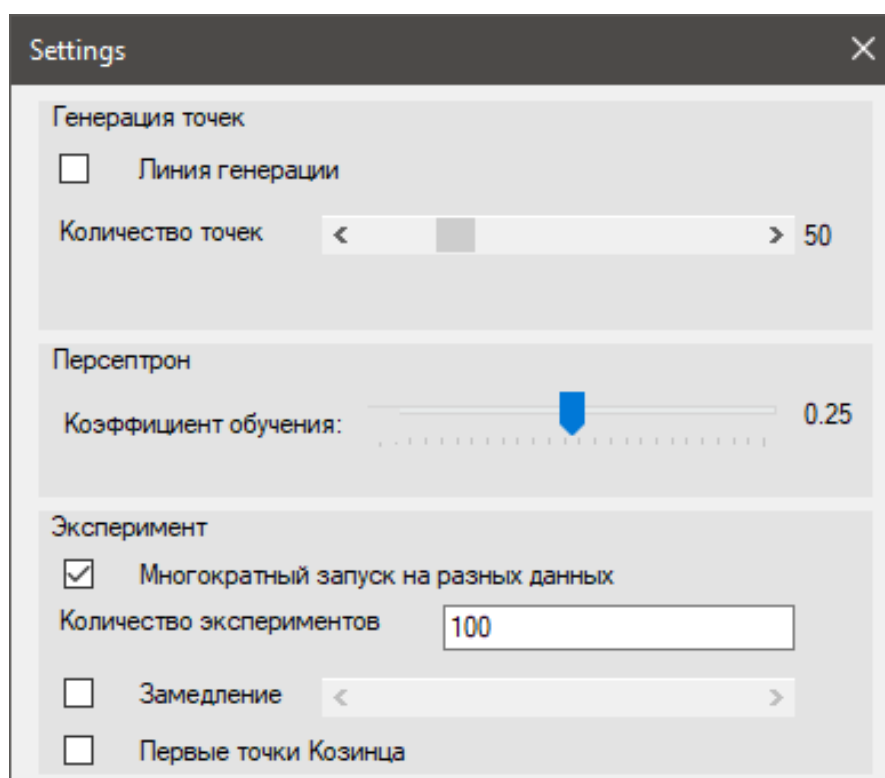 Settings
Генерация точек
Линия генерации
Количество точек 50
Персептрон
Коэффициент обучения: 0.25
Эксперимент
Многократный запуск на разных данных
Количество экспериментов 100
Замедление
Первые точки Козинца